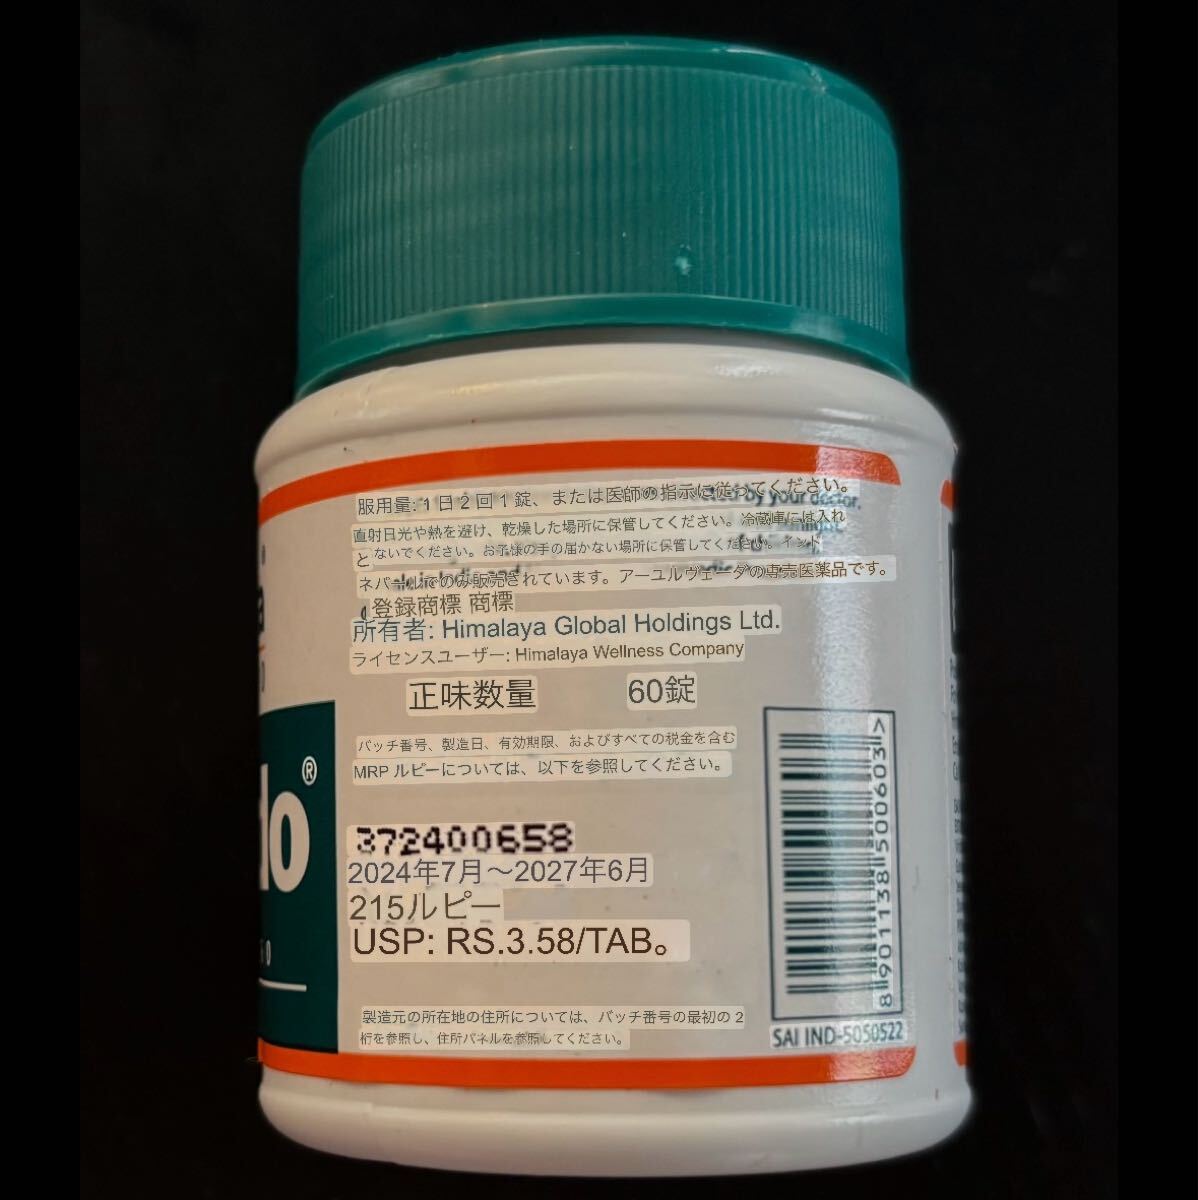 服用量: 1 日 2 回 1 錠、または医師の指示に従ってください。
by your doctor.
直射日光や熱を避け、乾燥した場所に保管してください。冷蔵庫には入れ
と ないでください。お子様の手の届かない場所に保管してください。インド
ネパールでのみ販売されています。アーユルヴェーダの専売医薬品です。
登録商標 商標
所有者: Himalaya Global Holdings Ltd.
ライセンスユーザー: Himalaya Wellness Company
正味数量 60錠
バッチ番号、製造日、有効期限、およびすべての税金を含む
MRP ルピーについては、以下を参照してください。
®
372400658
2024年7月～2027年6月
215ルピー
USP: RS.3.58/TAB。
製造元の所在地の住所については、バッチ番号の最初の 2
桁を参照し、住所パネルを参照してください。
8 901138 500603 >
SAI IND-5050522